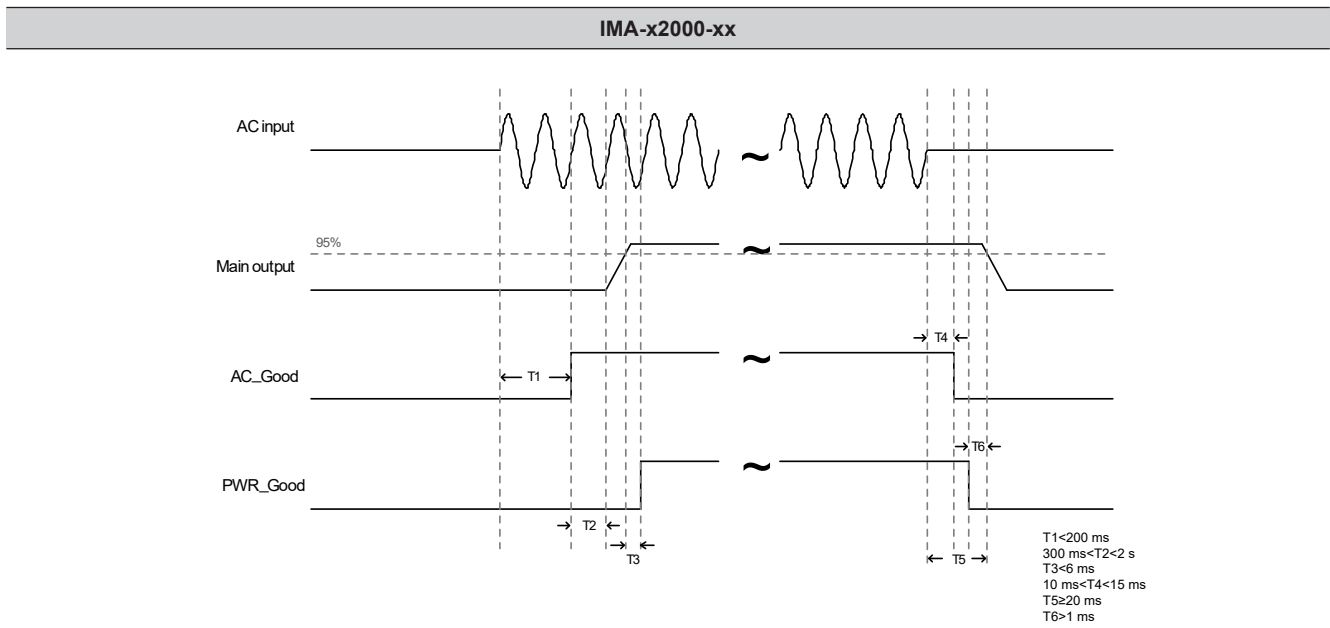 IMA-x2000-xx
AC input
95%
Main output
T4
AC_Good
T1
T6
PWR_Good
T2
T3
T5
T1<200 ms
300 ms<T2<2 s
T3<6 ms
10 ms<T4<15 ms
T5≥20 ms
T6>1 ms